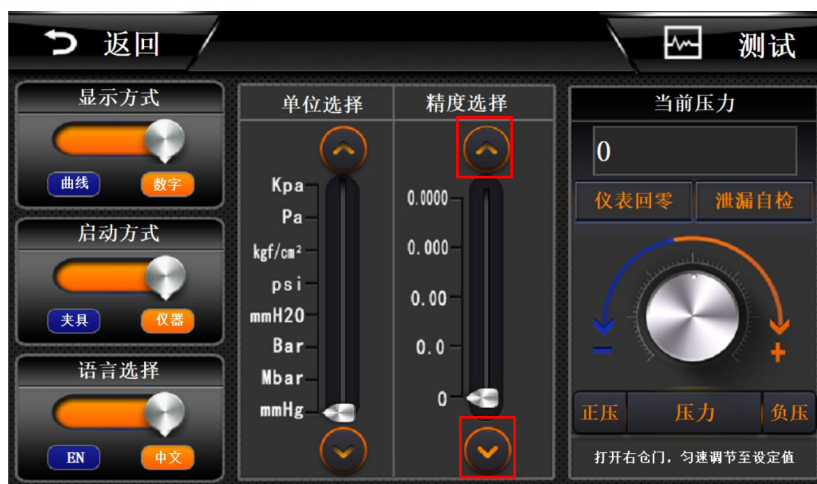 返回
测试
显示方式
曲线 数字
启动方式
夹具 仪器
语言选择
EN 中文
单位选择
Kpa
Pa
kgf/cm²
psi
mmH2O
Bar
Mbar
mmHg
精度选择
0.0000
0.000
0.00
0.0
0
当前压力
0
仪表回零 泄漏自检
− +
正压 压力 负压
打开右仓门，匀速调节至设定值